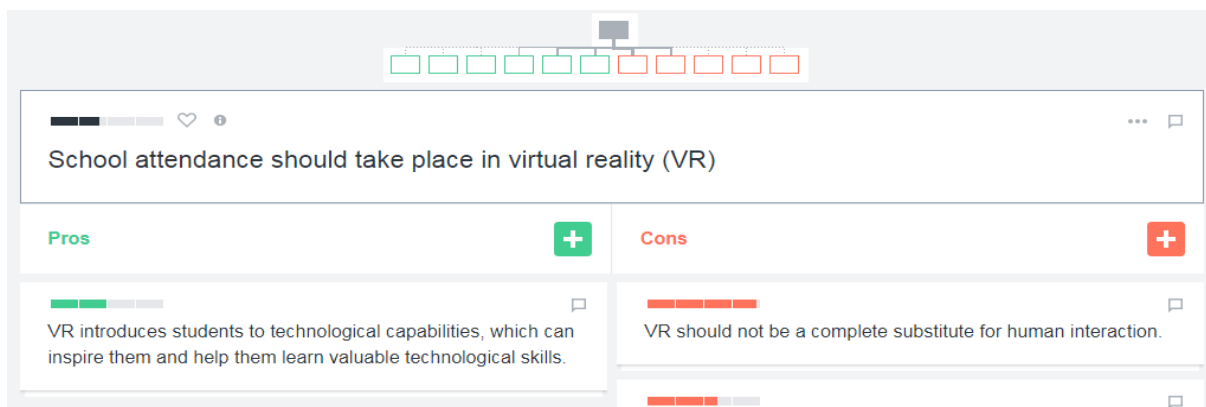 School attendance should take place in virtual reality (VR)
Pros
Cons
VR introduces students to technological capabilities, which can
inspire them and help them learn valuable technological skills.
VR should not be a complete substitute for human interaction.